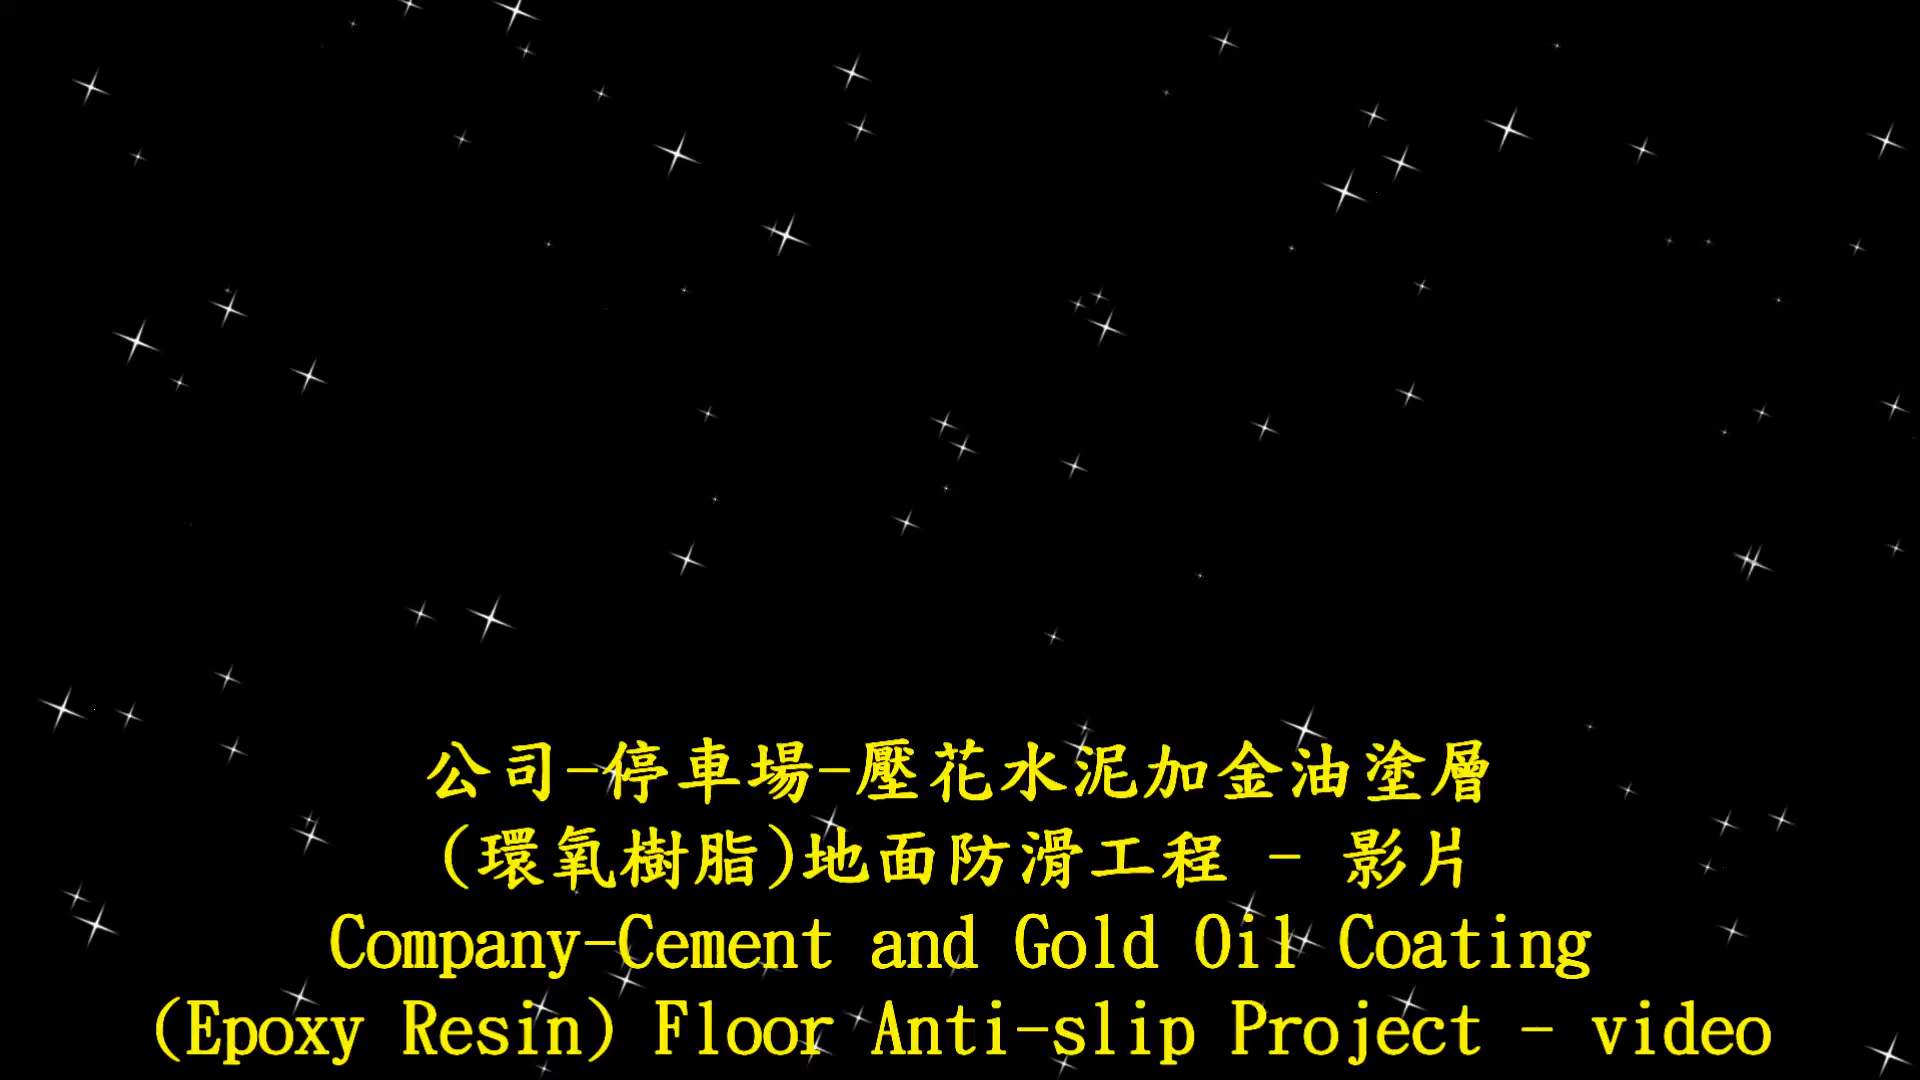 公司-停車場-壓花水泥加金油塗層
(環氧樹脂)地面防滑工程 - 影片
Company-Cement and Gold Oil Coating
(Epoxy Resin) Floor Anti-slip Project - video